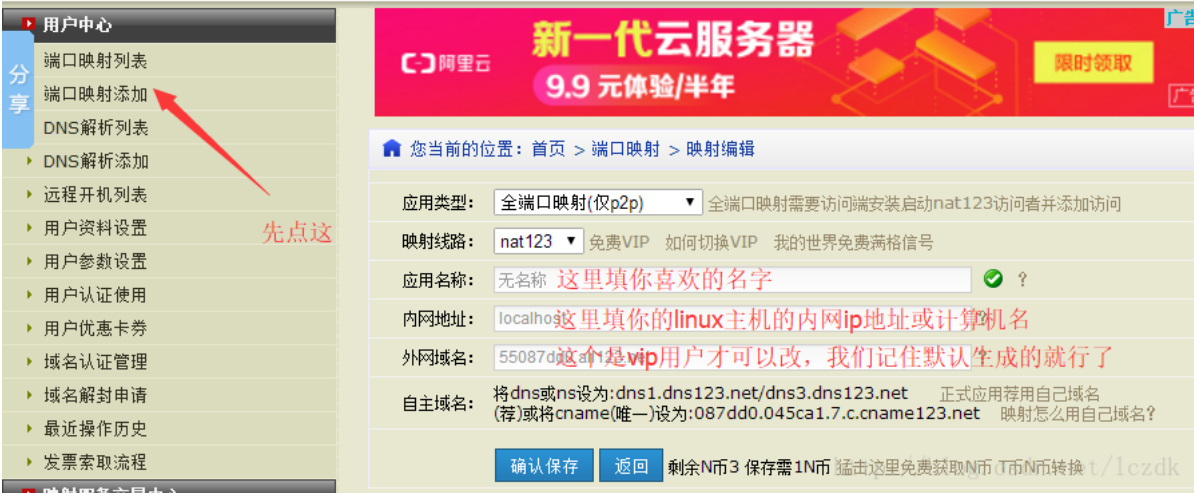 用户中心
分享
端口映射列表
端口映射添加
DNS解析列表
DNS解析添加
远程开机列表
用户资料设置
先点这
用户参数设置
用户认证使用
用户优惠卡券
域名认证管理
域名解封申请
最近操作历史
发票索取流程
广告
阿里云
新一代云服务器
9.9 元体验/半年
限时领取
您当前的位置：首页 > 端口映射 > 映射编辑
应用类型： 全端口映射(仅p2p) 全端口映射需要访问端安装启动nat123访问者并添加访问
映射线路： nat123 免费VIP 如何切换VIP 我的世界免费满格信号
应用名称： 无名称 这里填你喜欢的名字 ?
内网地址： localhost 这里填你的linux主机的内网ip地址或计算机名
外网域名： 这个是vip用户才可以改，我们记住默认生成的就行了
自主域名： 将dns或ns设为:dns1.dns123.net/dns3.dns123.net 正式应用荐用自己域名
(荐)或将cname(唯一)设为:087dd0.045ca1.7.c.cname123.net 映射怎么用自己域名?
确认保存 返回 剩余N币3 保存需1N币 猛击这里免费获取N币 T币N币转换